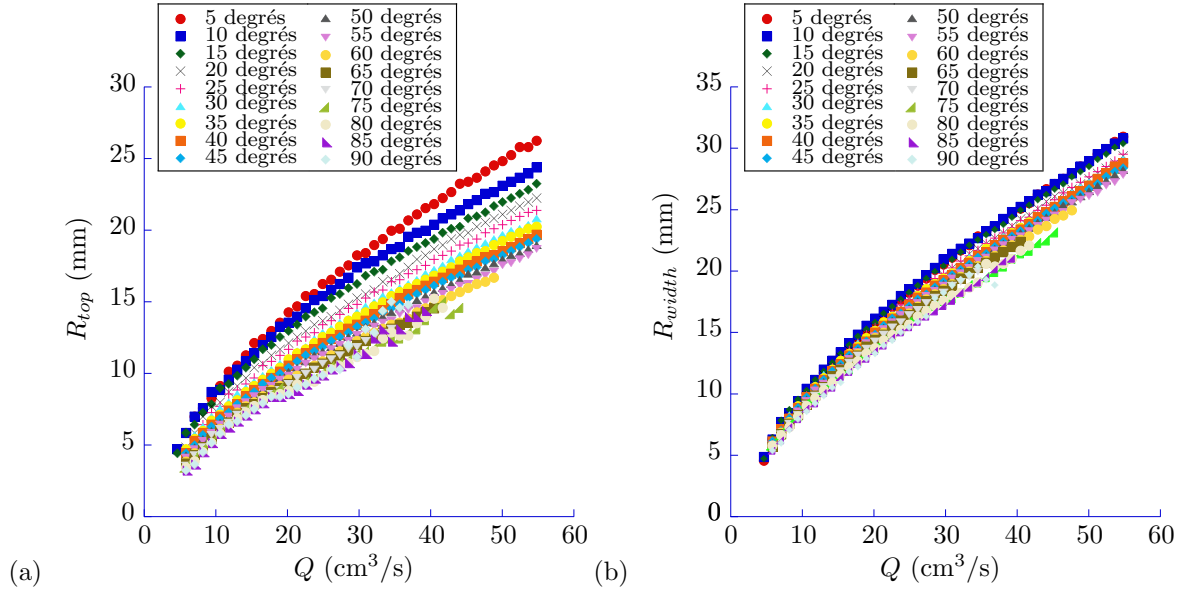 5 degrés
10 degrés
15 degrés
20 degrés
25 degrés
30 degrés
35 degrés
40 degrés
45 degrés
50 degrés
55 degrés
60 degrés
65 degrés
70 degrés
75 degrés
80 degrés
85 degrés
90 degrés
30
25
20
15
10
5
0
R_top (mm)
0 10 20 30 40 50 60
Q (cm³/s)
(a)
5 degrés
10 degrés
15 degrés
20 degrés
25 degrés
30 degrés
35 degrés
40 degrés
45 degrés
50 degrés
55 degrés
60 degrés
65 degrés
70 degrés
75 degrés
80 degrés
85 degrés
90 degrés
35
30
25
20
15
10
5
0
R_width (mm)
0 10 20 30 40 50 60
Q (cm³/s)
(b)